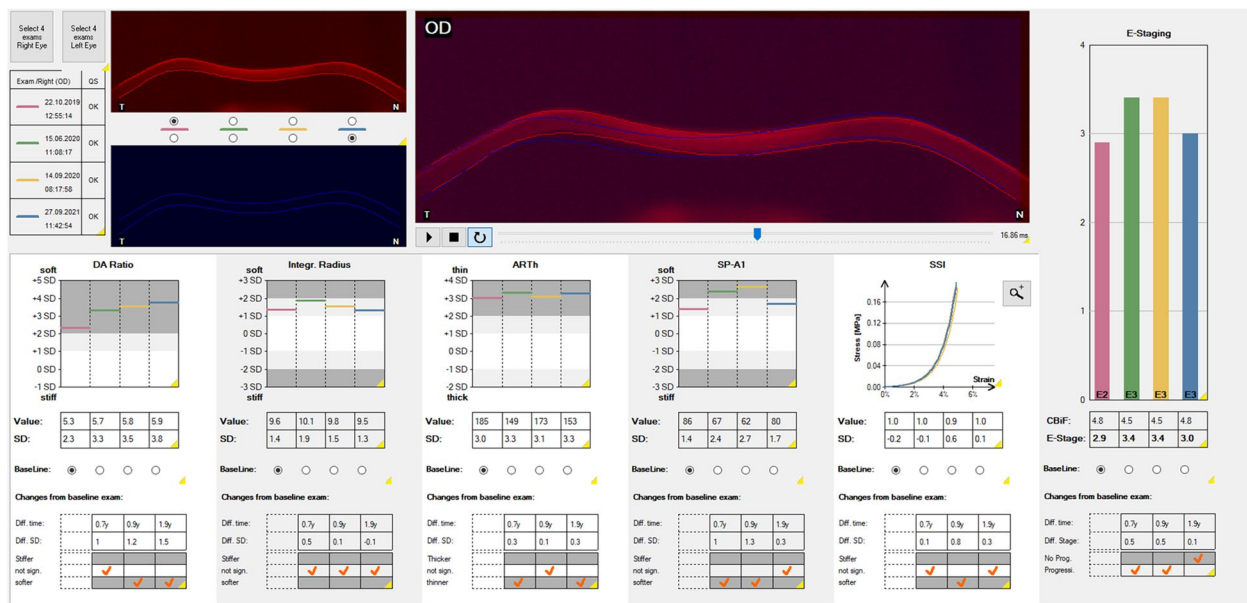 Select 4 exams Right Eye
Select 4 exams Left Eye
Exam /Right (OD) QS
22.10.2019 12:55:14 OK
15.06.2020 11:08:17 OK
14.09.2020 08:17:58 OK
27.09.2021 11:42:54 OK
T N
T N
OD
T N
16.86 ms
E-Staging
4
3
2
1
0
E2 E3 E3 E3
CBiF: 4.8 4.5 4.5 4.8
E-Stage: 2.9 3.4 3.4 3.0
BaseLine:
Changes from baseline exam:
Diff. time: 0.7y 0.9y 1.9y
Diff. Stage: 0.5 0.5 0.1
No Prog.
Progressi.
DA Ratio
soft
+5 SD
+4 SD
+3 SD
+2 SD
+1 SD
0 SD
-1 SD
stiff
Value: 5.3 5.7 5.8 5.9
SD: 2.3 3.3 3.5 3.8
BaseLine:
Changes from baseline exam:
Diff. time: 0.7y 0.9y 1.9y
Diff. SD: 1 1.2 1.5
Stiffer
not sign.
softer
Integr. Radius
soft
+3 SD
+2 SD
+1 SD
0 SD
-1 SD
-2 SD
-3 SD
stiff
Value: 9.6 10.1 9.8 9.5
SD: 1.4 1.9 1.5 1.3
BaseLine:
Changes from baseline exam:
Diff. time: 0.7y 0.9y 1.9y
Diff. SD: 0.5 0.1 -0.1
Stiffer
not sign.
softer
ARTh
thin
+4 SD
+3 SD
+2 SD
+1 SD
0 SD
-1 SD
-2 SD
thick
Value: 185 149 173 153
SD: 3.0 3.3 3.1 3.3
BaseLine:
Changes from baseline exam:
Diff. time: 0.7y 0.9y 1.9y
Diff. SD: 0.3 0.1 0.3
Thicker
not sign.
thinner
SP-A1
soft
+3 SD
+2 SD
+1 SD
0 SD
-1 SD
-2 SD
-3 SD
stiff
Value: 86 67 62 80
SD: 1.4 2.4 2.7 1.7
BaseLine:
Changes from baseline exam:
Diff. time: 0.7y 0.9y 1.9y
Diff. SD: 1 1.3 0.3
Stiffer
not sign.
softer
SSI
Stress [MPa]
0.16
0.12
0.08
0.04
0.00
Strain
0% 2% 4% 6%
Value: 1.0 1.0 0.9 1.0
SD: -0.2 -0.1 0.6 0.1
BaseLine:
Changes from baseline exam:
Diff. time: 0.7y 0.9y 1.9y
Diff. SD: 0.1 0.8 0.3
Stiffer
not sign.
softer